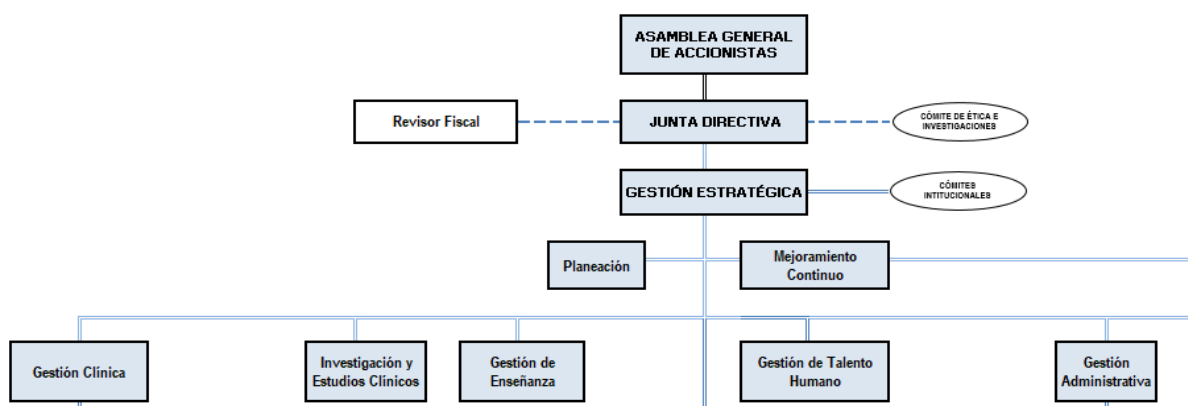 ASAMBLEA GENERAL
DE ACCIONISTAS
Revisor Fiscal
JUNTA DIRECTIVA
CÓMITE DE ÉTICA E
INVESTIGACIONES
GESTIÓN ESTRATÉGICA
CÓMITES
INTITUCIONALES
Planeación
Mejoramiento
Continuo
Gestión Clínica
Investigación y
Estudios Clínicos
Gestión de
Enseñanza
Gestión de Talento
Humano
Gestión
Administrativa